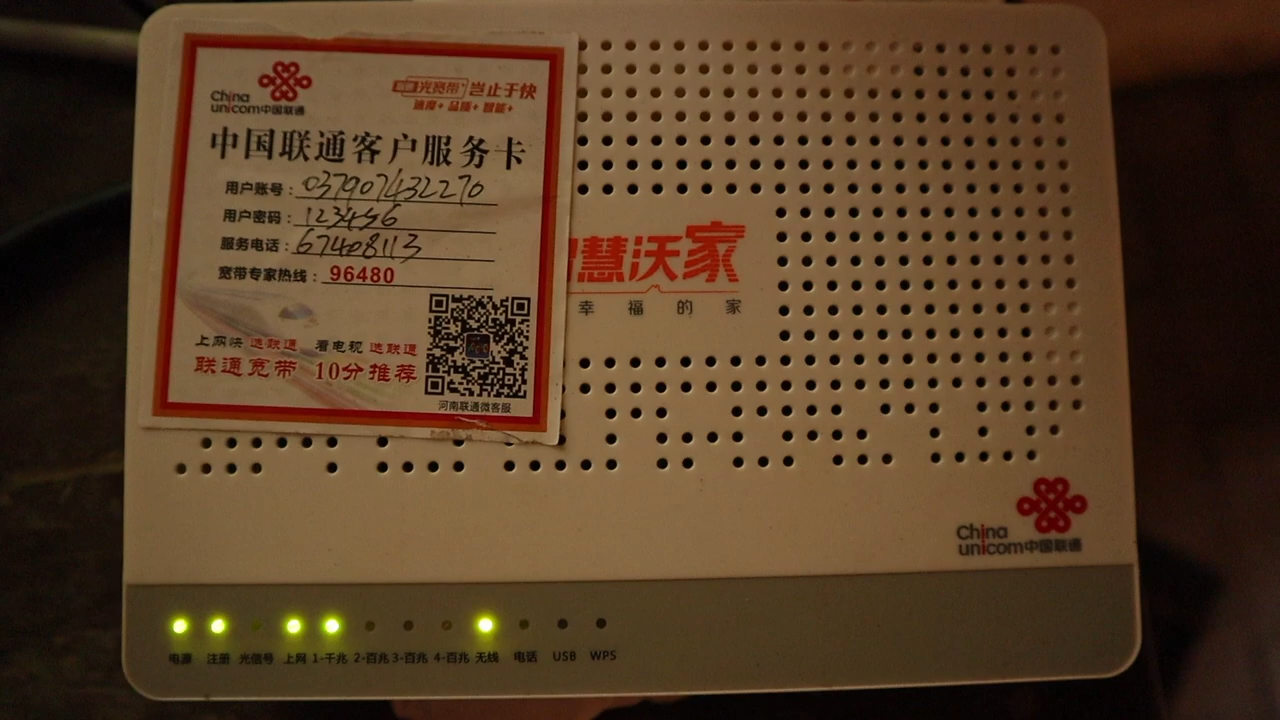 China unicom中国联通
光宽带 岂止于快
速度+ 品质+ 智能+
中国联通客户服务卡
用户账号：037907432270
用户密码：123456
服务电话：67408113
宽带专家热线：96480
上网快 选联通 看电视 选联通
联通宽带 10分推荐
河南联通微客服
智慧沃家
幸福的家
China unicom中国联通
电源 注册 光信号 上网 1-千兆 2-百兆 3-百兆 4-百兆 无线 电话 USB WPS